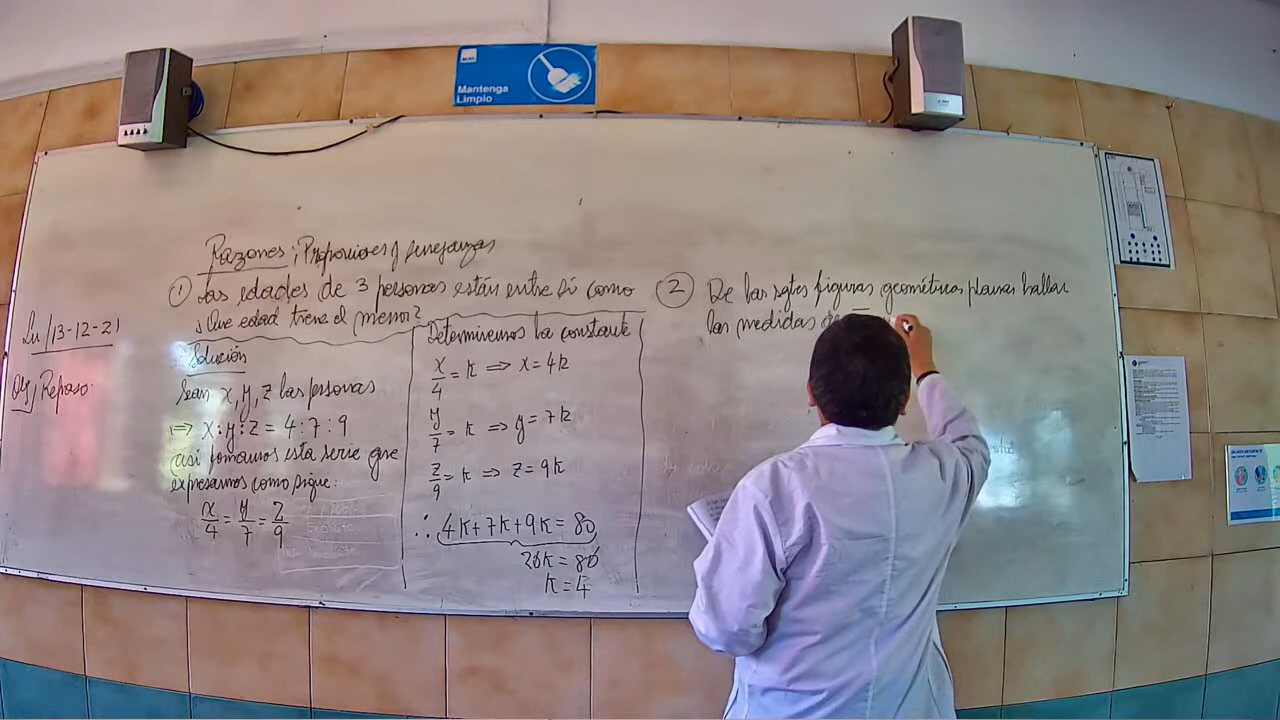 Mantenga
Limpio
Razones; Proporciones y semejanzas
① Las edades de 3 personas están entre sí como
¿Que edad tiene el menor?
Lu/13-12-21
Obj Repaso:
Solución
Sean x, y, z las personas
⇒ x : y : z = 4 : 7 : 9
así tomamos esta serie que
expresamos como sigue:
x/4 = y/7 = z/9
Determinemos la constante
x/4 = k ⇒ x = 4k
y/7 = k ⇒ y = 7k
z/9 = k ⇒ z = 9k
∴ 4k+7k+9k = 80
20k = 80
k = 4
② De las sgtes figuras geométricas planas hallar
las medidas de